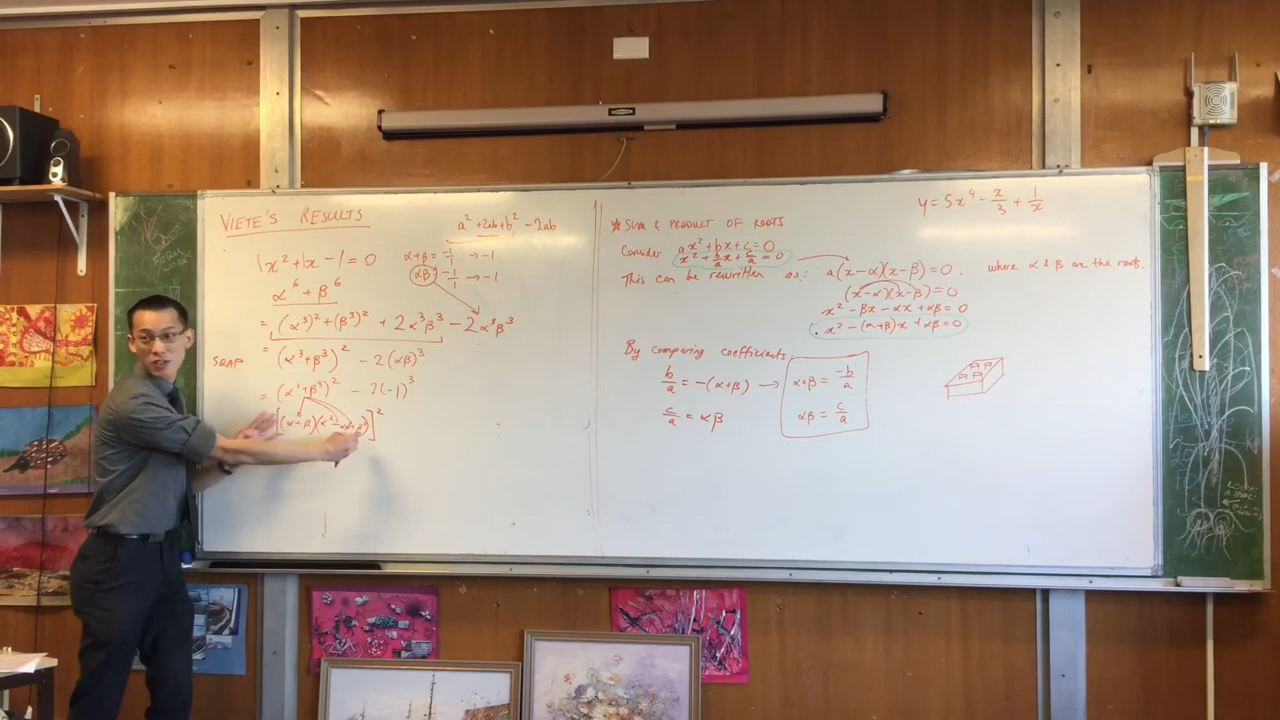 VIETE'S RESULTS
a² + 2ab + b² - 2ab
1x² + 1x - 1 = 0
α + β = -1/1 → -1
αβ = -1/1 → -1
α⁶ + β⁶
= (α³)² + (β³)² + 2α³β³ - 2α³β³
= (α³ + β³)² - 2(αβ)³
= (α³ + β³)² - 2(-1)³
★ SUM & PRODUCT OF ROOTS
Consider ax² + bx + c = 0
x² + b/a x + c/a = 0
This can be rewritten as: a(x-α)(x-β) = 0. where α & β are the roots.
(x-α)(x-β) = 0
x² - βx - αx + αβ = 0
x² - (α+β)x + αβ = 0
By comparing coefficients
b/a = -(α+β) → α+β = -b/a
c/a = αβ
αβ = c/a
y = 5x⁴ - x/3 + 1/x